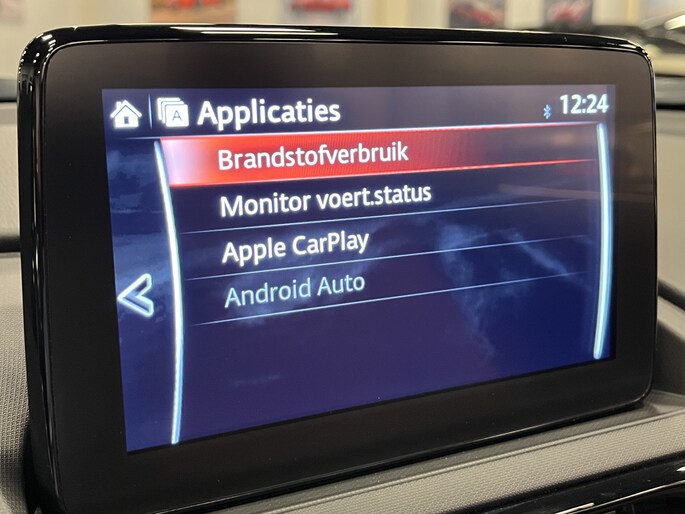 A Applicaties 12:24
Brandstofverbruik
Monitor voert.status
Apple CarPlay
Android Auto